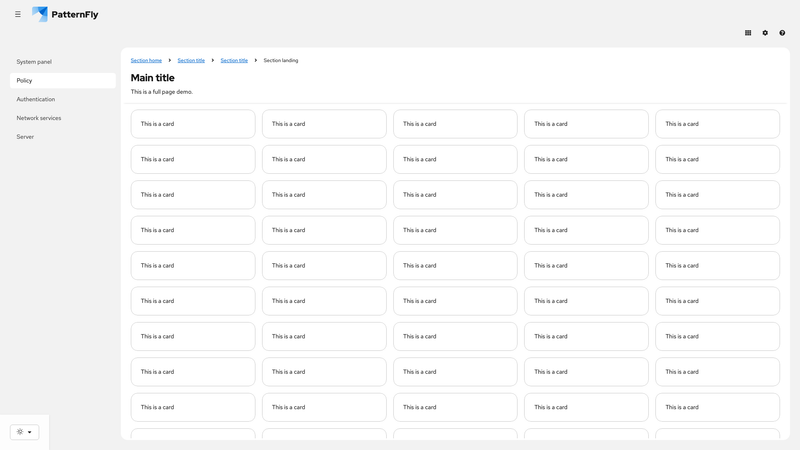 PatternFly
System panel
Policy
Authentication
Network services
Server
Section home Section title Section title Section landing
Main title
This is a full page demo.
This is a card This is a card This is a card This is a card This is a card
This is a card This is a card This is a card This is a card This is a card
This is a card This is a card This is a card This is a card This is a card
This is a card This is a card This is a card This is a card This is a card
This is a card This is a card This is a card This is a card This is a card
This is a card This is a card This is a card This is a card This is a card
This is a card This is a card This is a card This is a card This is a card
This is a card This is a card This is a card This is a card This is a card
This is a card This is a card This is a card This is a card This is a card